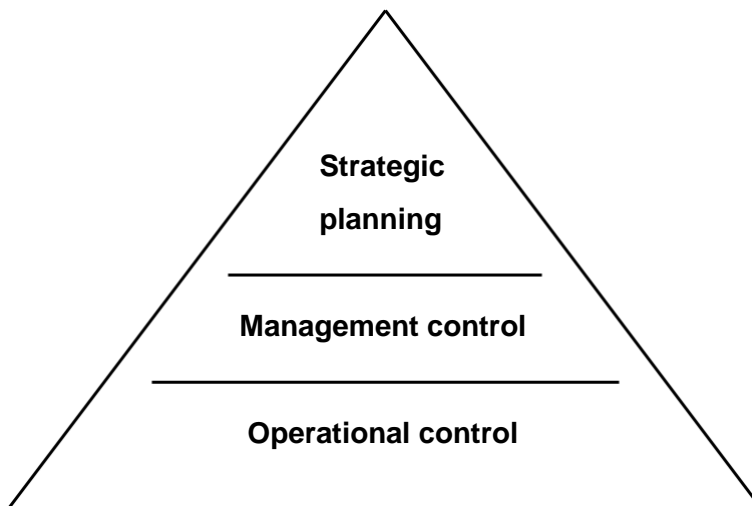 Strategic
planning
Management control
Operational control